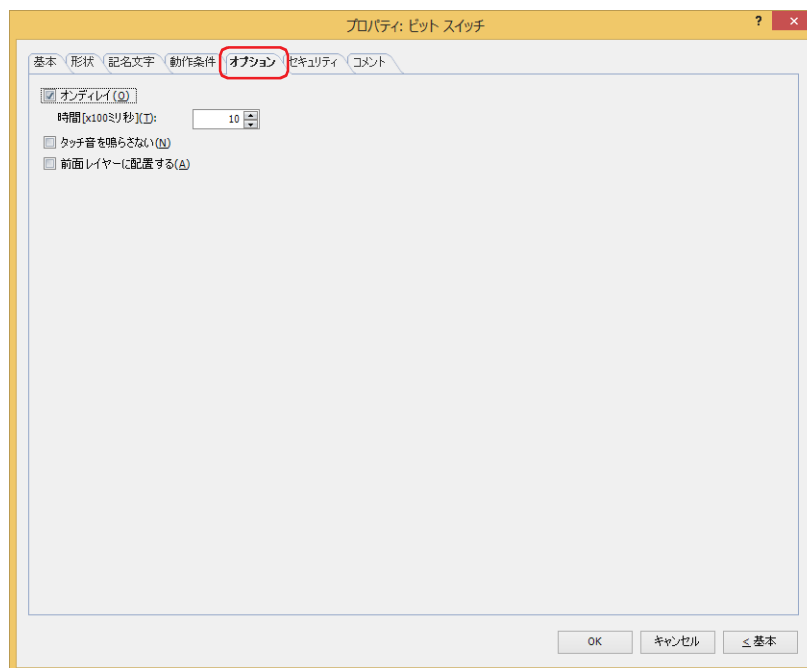 プロパティ: ビット スイッチ
? ×
基本 形状 記名文字 動作条件 オプション セキュリティ コメント
オンディレイ(O)
時間[x100ミリ秒](T): 10
タッチ音を鳴らさない(N)
前面レイヤーに配置する(A)
OK キャンセル < 基本